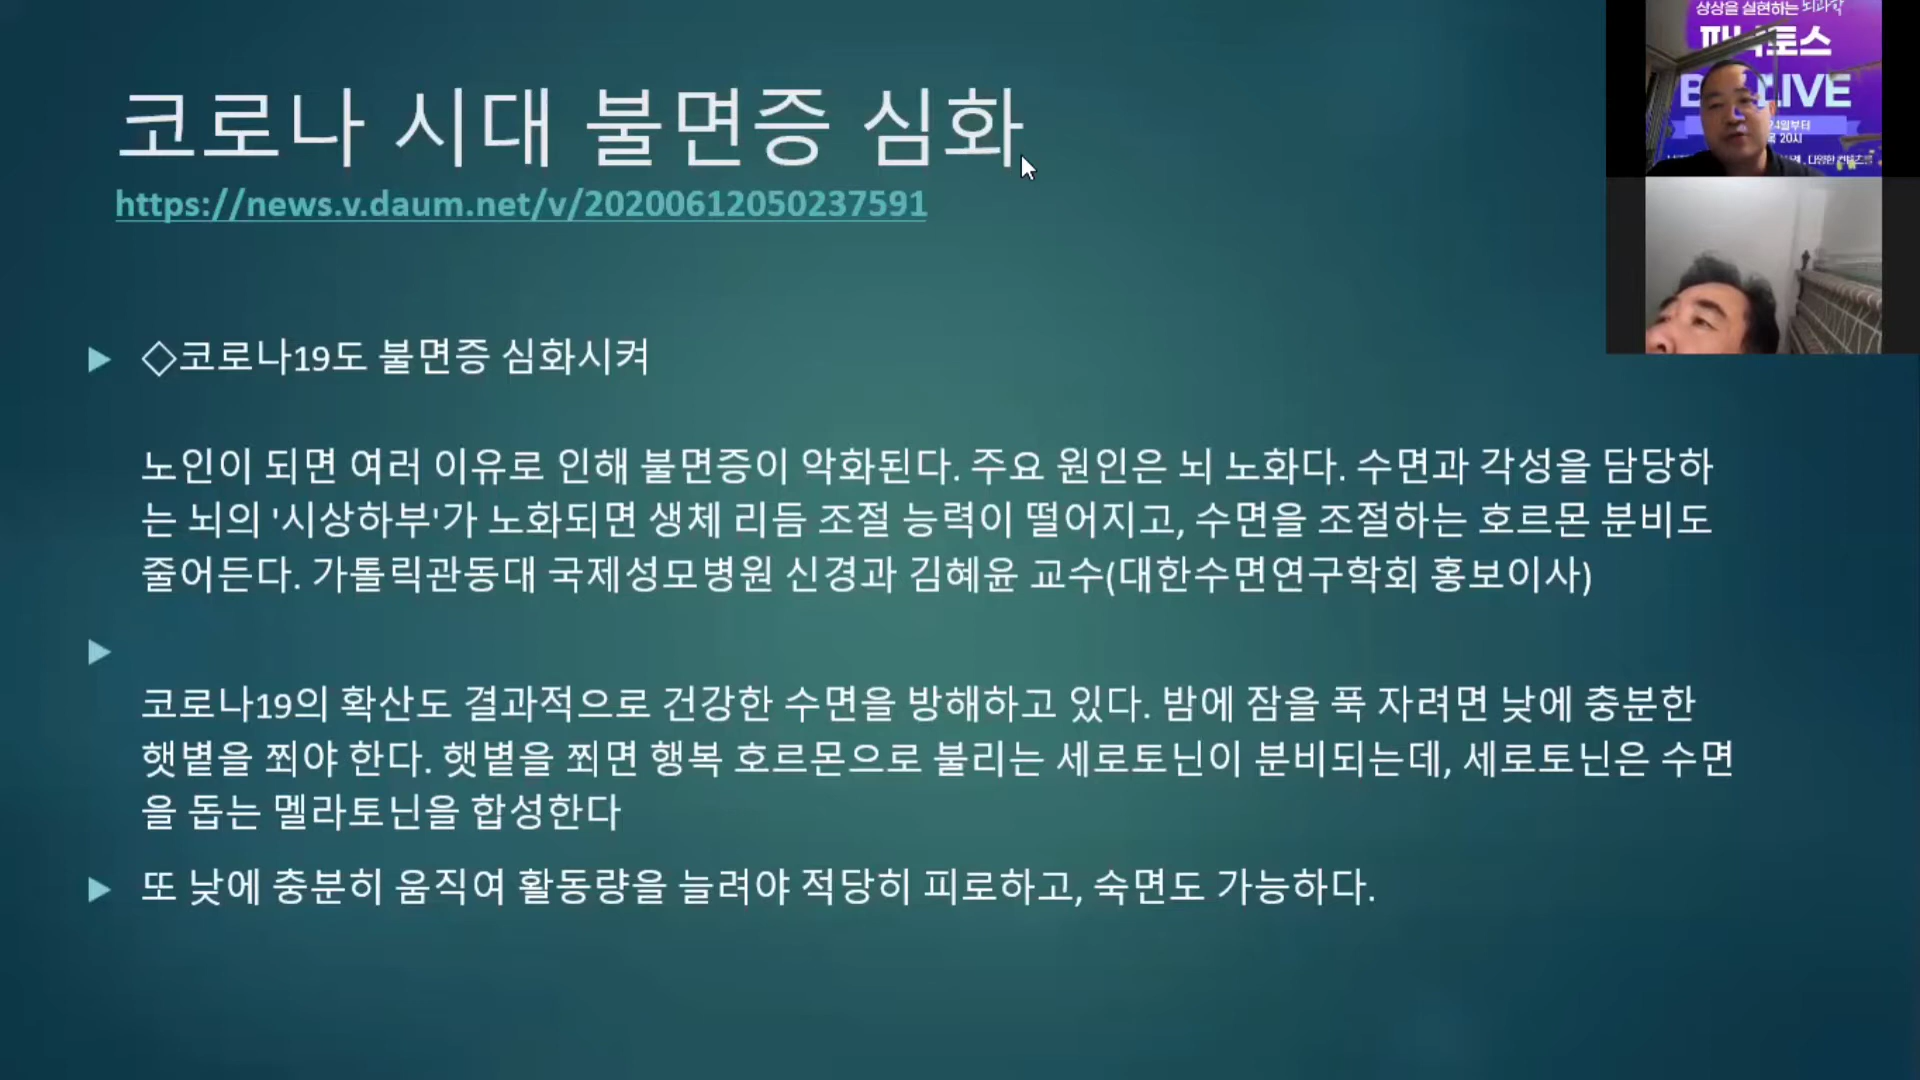 코로나 시대 불면증 심화
https://news.v.daum.net/v/20200612050237591
◇코로나19도 불면증 심화시켜
노인이 되면 여러 이유로 인해 불면증이 악화된다. 주요 원인은 뇌 노화다. 수면과 각성을 담당하
는 뇌의 '시상하부'가 노화되면 생체 리듬 조절 능력이 떨어지고, 수면을 조절하는 호르몬 분비도
줄어든다. 가톨릭관동대 국제성모병원 신경과 김혜윤 교수(대한수면연구학회 홍보이사)
코로나19의 확산도 결과적으로 건강한 수면을 방해하고 있다. 밤에 잠을 푹 자려면 낮에 충분한
햇볕을 쬐야 한다. 햇볕을 쬐면 행복 호르몬으로 불리는 세로토닌이 분비되는데, 세로토닌은 수면
을 돕는 멜라토닌을 합성한다
또 낮에 충분히 움직여 활동량을 늘려야 적당히 피로하고, 숙면도 가능하다.
상상을 실현하는 뇌과학
LIVE
24일부터
20시
다양한